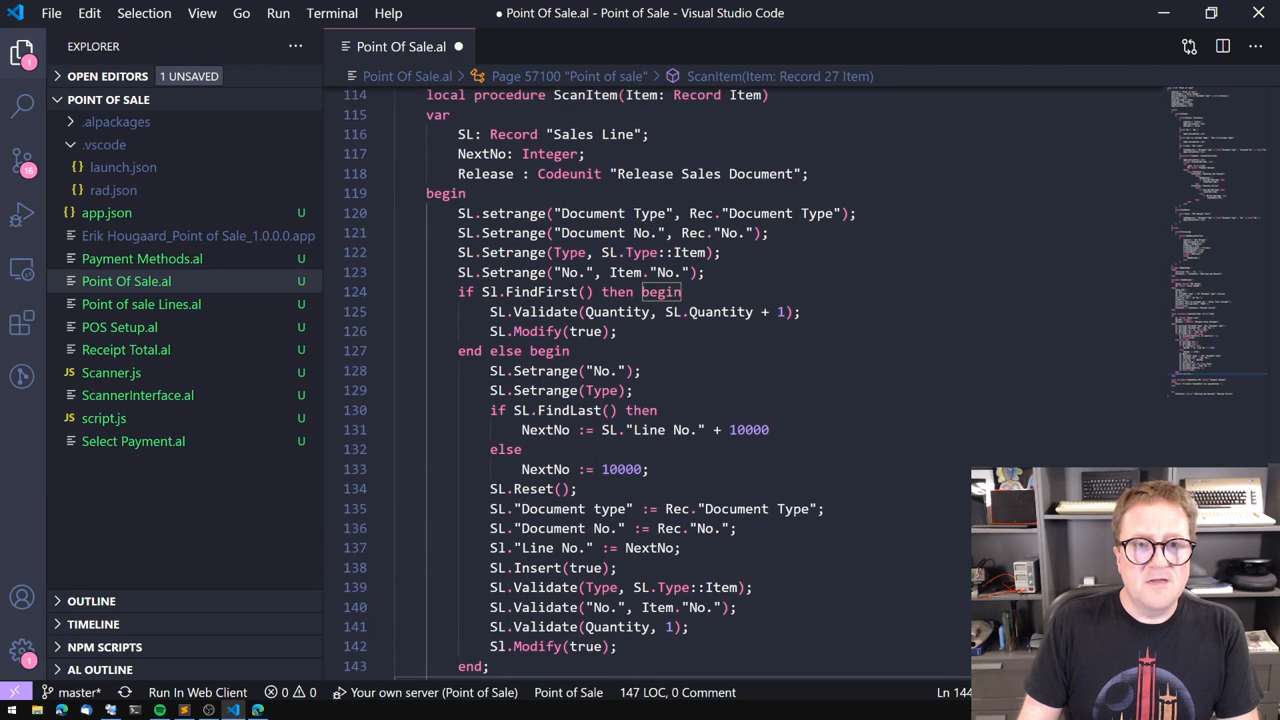 File Edit Selection View Go Run Terminal Help
● Point Of Sale.al - Point of Sale - Visual Studio Code
EXPLORER
Point Of Sale.al
OPEN EDITORS 1 UNSAVED
Point Of Sale.al > Page 57100 "Point of sale" > ScanItem(Item: Record 27 Item)
POINT OF SALE
.alpackages
.vscode
launch.json
rad.json
app.json U
Erik Hougaard_Point of Sale_1.0.0.0.app
Payment Methods.al U
Point Of Sale.al U
Point of sale Lines.al U
POS Setup.al U
Receipt Total.al U
Scanner.js U
ScannerInterface.al U
script.js U
Select Payment.al U
OUTLINE
TIMELINE
NPM SCRIPTS
AL OUTLINE
114 local procedure ScanItem(Item: Record Item)
115 var
116 SL: Record "Sales Line";
117 NextNo: Integer;
118 Release : Codeunit "Release Sales Document";
119 begin
120 SL.setrange("Document Type", Rec."Document Type");
121 SL.Setrange("Document No.", Rec."No.");
122 SL.Setrange(Type, SL.Type::Item);
123 SL.Setrange("No.", Item."No.");
124 if Sl.FindFirst() then begin
125 SL.Validate(Quantity, SL.Quantity + 1);
126 SL.Modify(true);
127 end else begin
128 SL.Setrange("No.");
129 SL.Setrange(Type);
130 if SL.FindLast() then
131 NextNo := SL."Line No." + 10000
132 else
133 NextNo := 10000;
134 SL.Reset();
135 SL."Document type" := Rec."Document Type";
136 SL."Document No." := Rec."No.";
137 Sl."Line No." := NextNo;
138 SL.Insert(true);
139 SL.Validate(Type, SL.Type::Item);
140 SL.Validate("No.", Item."No.");
141 SL.Validate(Quantity, 1);
142 Sl.Modify(true);
143 end;
1
16
1
master* Run In Web Client 0 0 Your own server (Point of Sale) Point of Sale 147 LOC, 0 Comment Ln 144